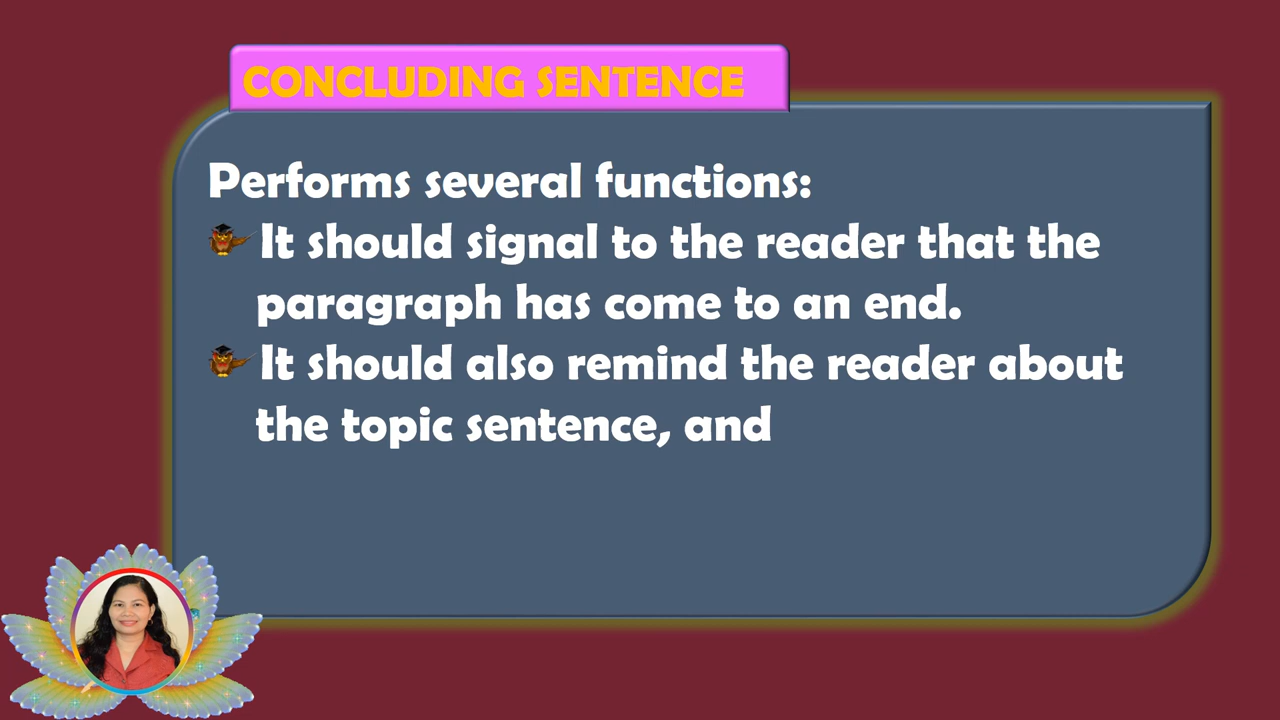 CONCLUDING SENTENCE
Performs several functions:
It should signal to the reader that the
paragraph has come to an end.
It should also remind the reader about
the topic sentence, and